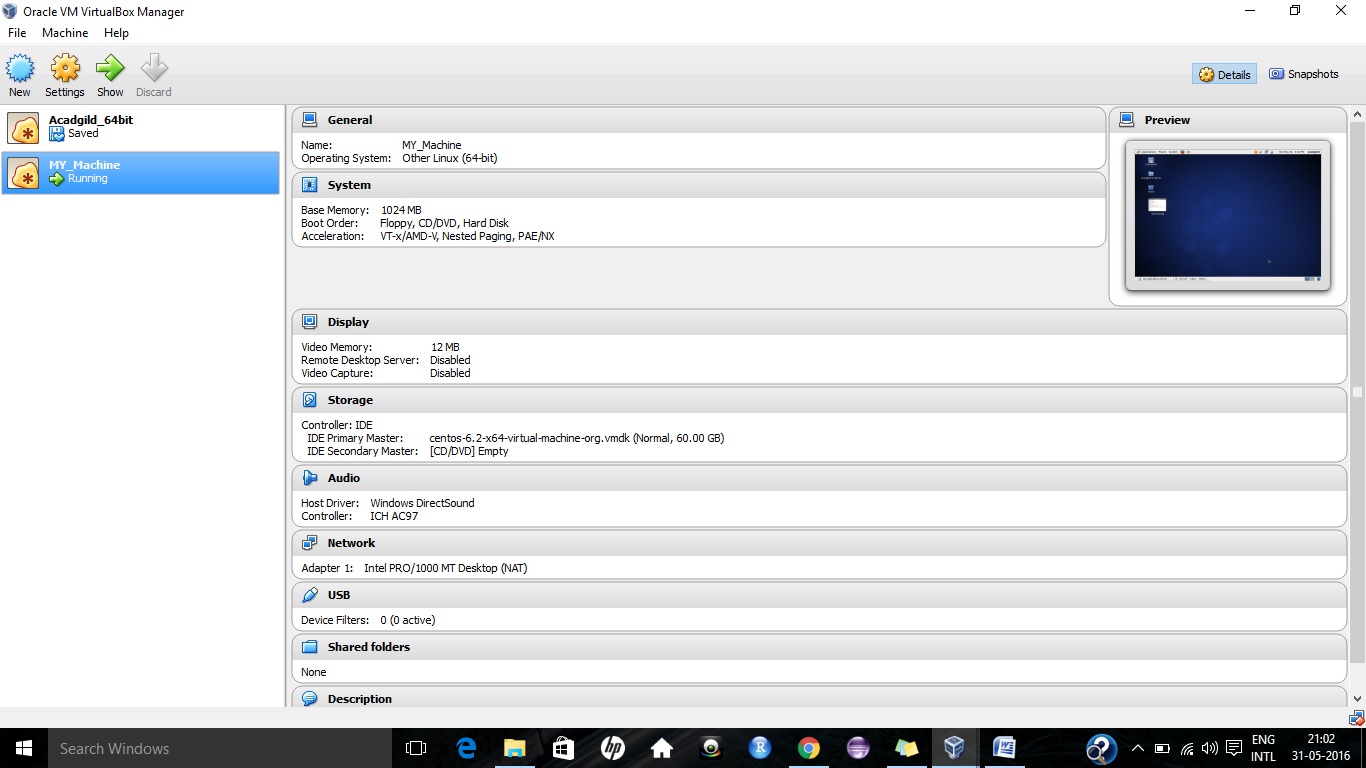 Oracle VM VirtualBox Manager
File Machine Help
New Settings Show Discard
Details Snapshots
Acadgild_64bit
Saved
MY_Machine
Running
General
Name: MY_Machine
Operating System: Other Linux (64-bit)
System
Base Memory: 1024 MB
Boot Order: Floppy, CD/DVD, Hard Disk
Acceleration: VT-x/AMD-V, Nested Paging, PAE/NX
Preview
Display
Video Memory: 12 MB
Remote Desktop Server: Disabled
Video Capture: Disabled
Storage
Controller: IDE
IDE Primary Master: centos-6.2-x64-virtual-machine-org.vmdk (Normal, 60.00 GB)
IDE Secondary Master: [CD/DVD] Empty
Audio
Host Driver: Windows DirectSound
Controller: ICH AC97
Network
Adapter 1: Intel PRO/1000 MT Desktop (NAT)
USB
Device Filters: 0 (0 active)
Shared folders
None
Description
Search Windows
ENG
INTL
21:02
31-05-2016